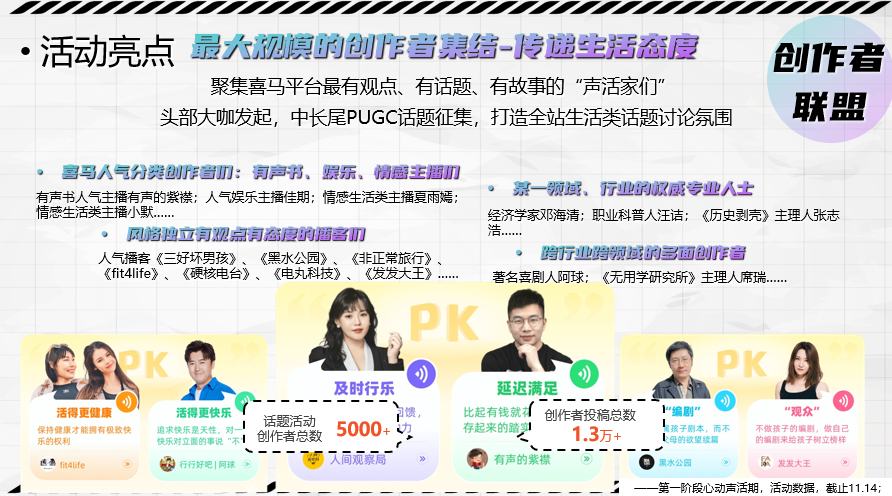 • 活动亮点
最大规模的创作者集结-传递生活态度
创作者
联盟
聚集喜马平台最有观点、有话题、有故事的“声活家们”
头部大咖发起，中长尾PUGC话题征集，打造全站生活类话题讨论氛围
• 喜马人气分类创作者们：有声书、娱乐、情感主播们
有声书人气主播有声的紫襟；人气娱乐主播佳期；情感生活类主播夏雨嫣；
情感生活类主播小默……
• 风格独立有观点有态度的播客们
人气播客《三好坏男孩》、《黑水公园》、《非正常旅行》、
《fit4life》、《硬核电台》、《电丸科技》、《发发大王》……
• 某一领域、行业的权威专业人士
经济学家邓海清；职业科普人汪诘；《历史剥壳》主理人张志
浩……
• 跨行业跨领域的多面创作者
著名喜剧人阿球；《无用学研究所》主理人席瑞……
PK
活得更健康
保持健康才能拥有极致快
乐的权利
fit4life
活得更快乐
追求快乐是天性，对一
快乐对立面的事说“不
行行好吧 | 阿球
PK
及时行乐
回馈，
力
人间观察局
延迟满足
比起有钱就花
存起来的踏实
有声的紫襟
话题活动
创作者总数 5000+
创作者投稿总数
1.3万+
PK
“编剧”
孩子剧本，而不
父母的欲望续篇
黑水公园
“观众”
不做孩子的编剧，做自己
的编剧来给孩子树立榜样
发发大王
——第一阶段心动声活期，活动数据，截止11.14；